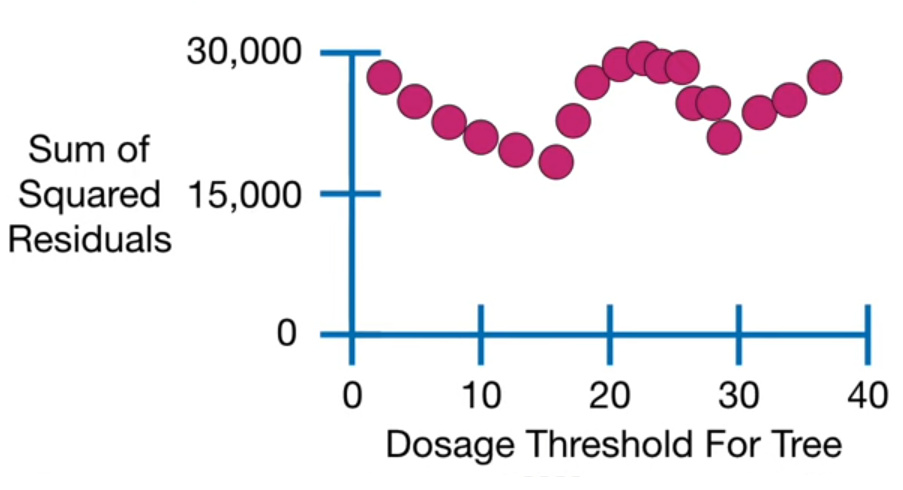 30,000
Sum of
Squared
Residuals
15,000
0
0 10 20 30 40
Dosage Threshold For Tree